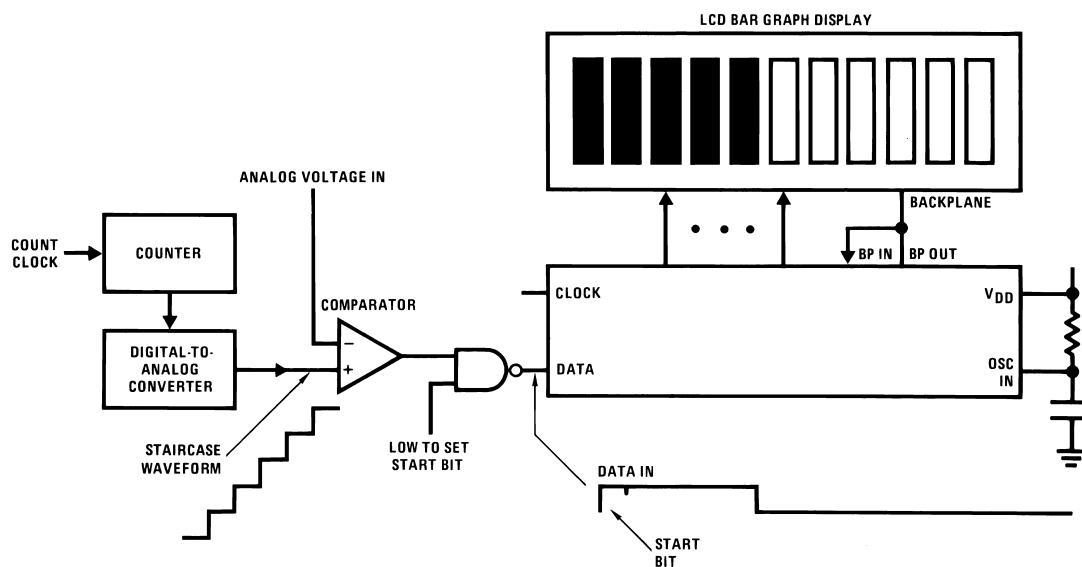 LCD BAR GRAPH DISPLAY
ANALOG VOLTAGE IN
BACKPLANE
COUNT
CLOCK
COUNTER
BP IN
BP OUT
CLOCK
VDD
COMPARATOR
DIGITAL-TO-
ANALOG
CONVERTER
−
+
DATA
OSC
IN
STAIRCASE
WAVEFORM
LOW TO SET
START BIT
DATA IN
START
BIT